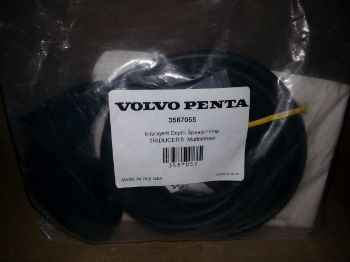 VOLVO PENTA
3587055
Intelligent Depth-Speed-Temp
TRIDUCERS Multisensor
3587055
MADE IN THE USA